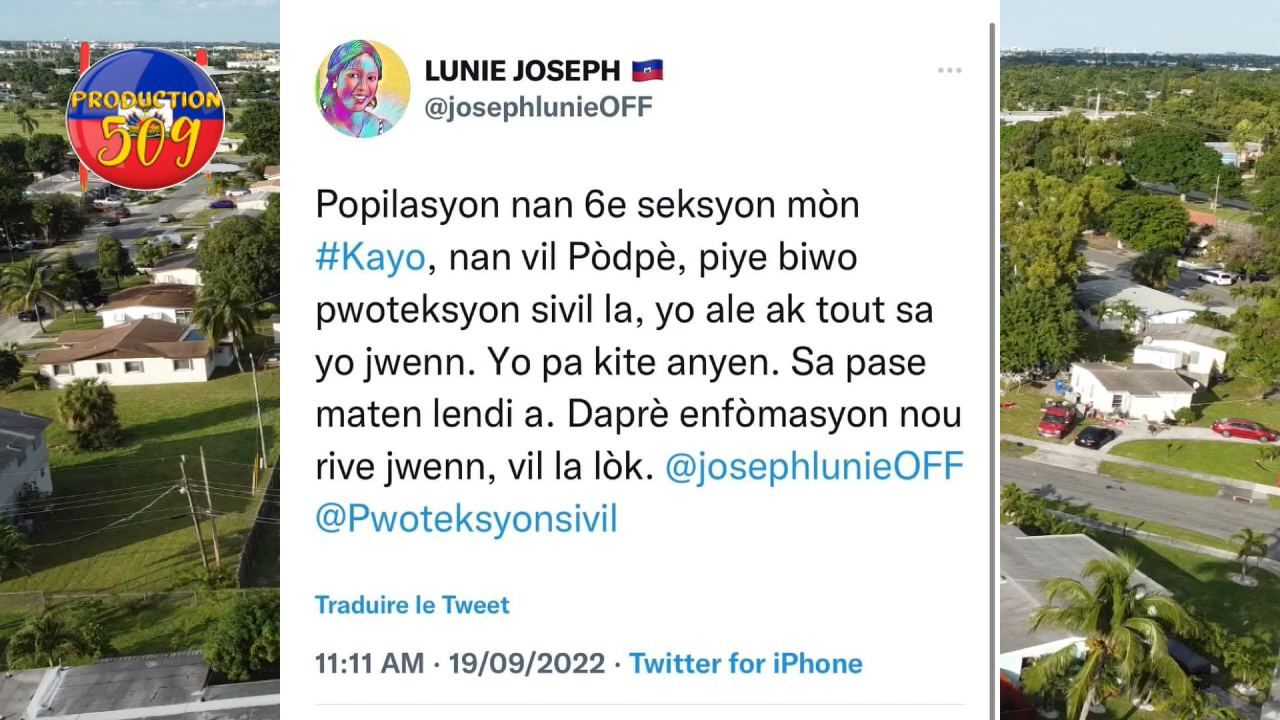 PRODUCTION
509
LUNIE JOSEPH 🇭🇹
@josephlunieOFF
Popilasyon nan 6e seksyon mòn
#Kayo, nan vil Pòdpè, piye biwo
pwoteksyon sivil la, yo ale ak tout sa
yo jwenn. Yo pa kite anyen. Sa pase
maten lendi a. Daprè enfòmasyon nou
rive jwenn, vil la lòk. @josephlunieOFF
@Pwoteksyonsivil
Traduire le Tweet
11:11 AM · 19/09/2022 · Twitter for iPhone